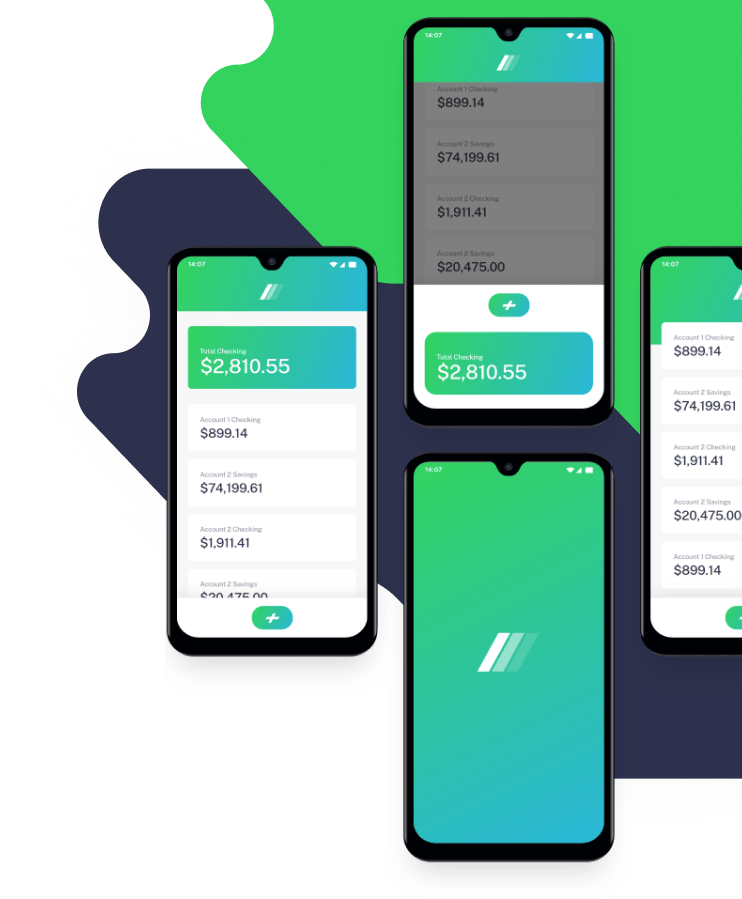 14:07
Account 1 Checking
$899.14
Account 2 Savings
$74,199.61
Account 2 Checking
$1,911.41
Account 2 Savings
$20,475.00
Total Checking
$2,810.55
14:07
Total Checking
$2,810.55
Account 1 Checking
$899.14
Account 2 Savings
$74,199.61
Account 2 Checking
$1,911.41
Account 2 Savings
$20,475.00
14:07
Account 1 Checking
$899.14
Account 2 Savings
$74,199.61
Account 2 Checking
$1,911.41
Account 2 Savings
$20,475.00
Account 1 Checking
$899.14
14:07